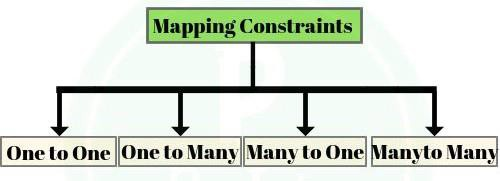 Mapping Constraints
One to One
One to Many
Many to One
Manyto Many